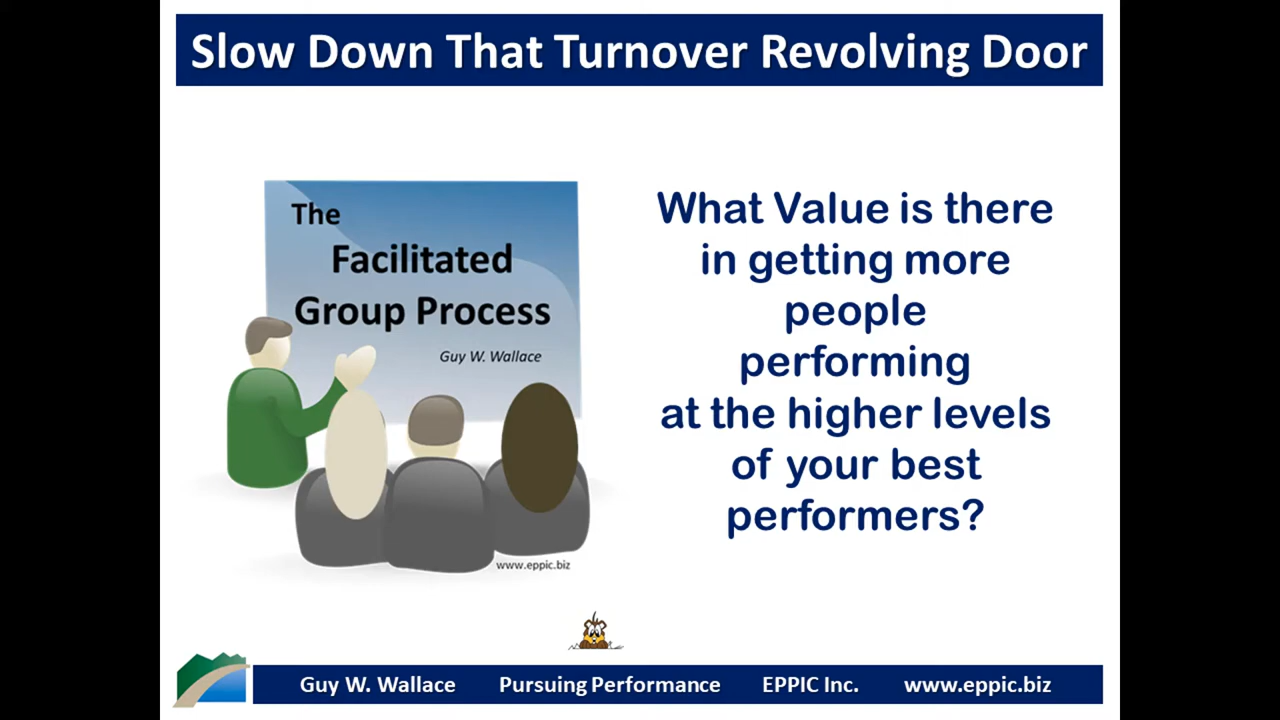 Slow Down That Turnover Revolving Door
The
Facilitated
Group Process
Guy W. Wallace
www.eppic.biz
What Value is there
in getting more
people
performing
at the higher levels
of your best
performers?
Guy W. Wallace Pursuing Performance EPPIC Inc. www.eppic.biz